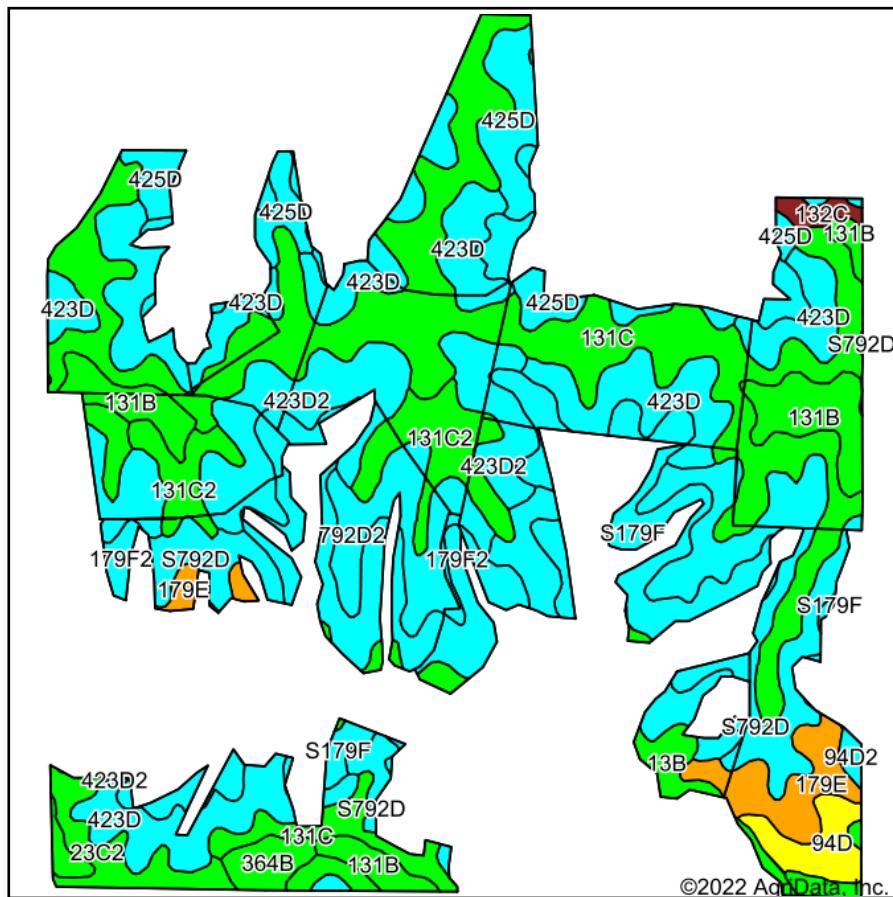 425D
425D
425D
132C
425D
131B
423D
423D
423D
423D
425D
423D
131C
S792D
131B
423D2
423D
131B
131C2
423D2
131C2
792D2
S179F
179F2
S792D
179F2
179E
S179F
S792D
S179F
94D2
13B
423D2
179E
S792D
423D
131C
94D
23C2
364B
131B
©2022 AgriData, Inc.